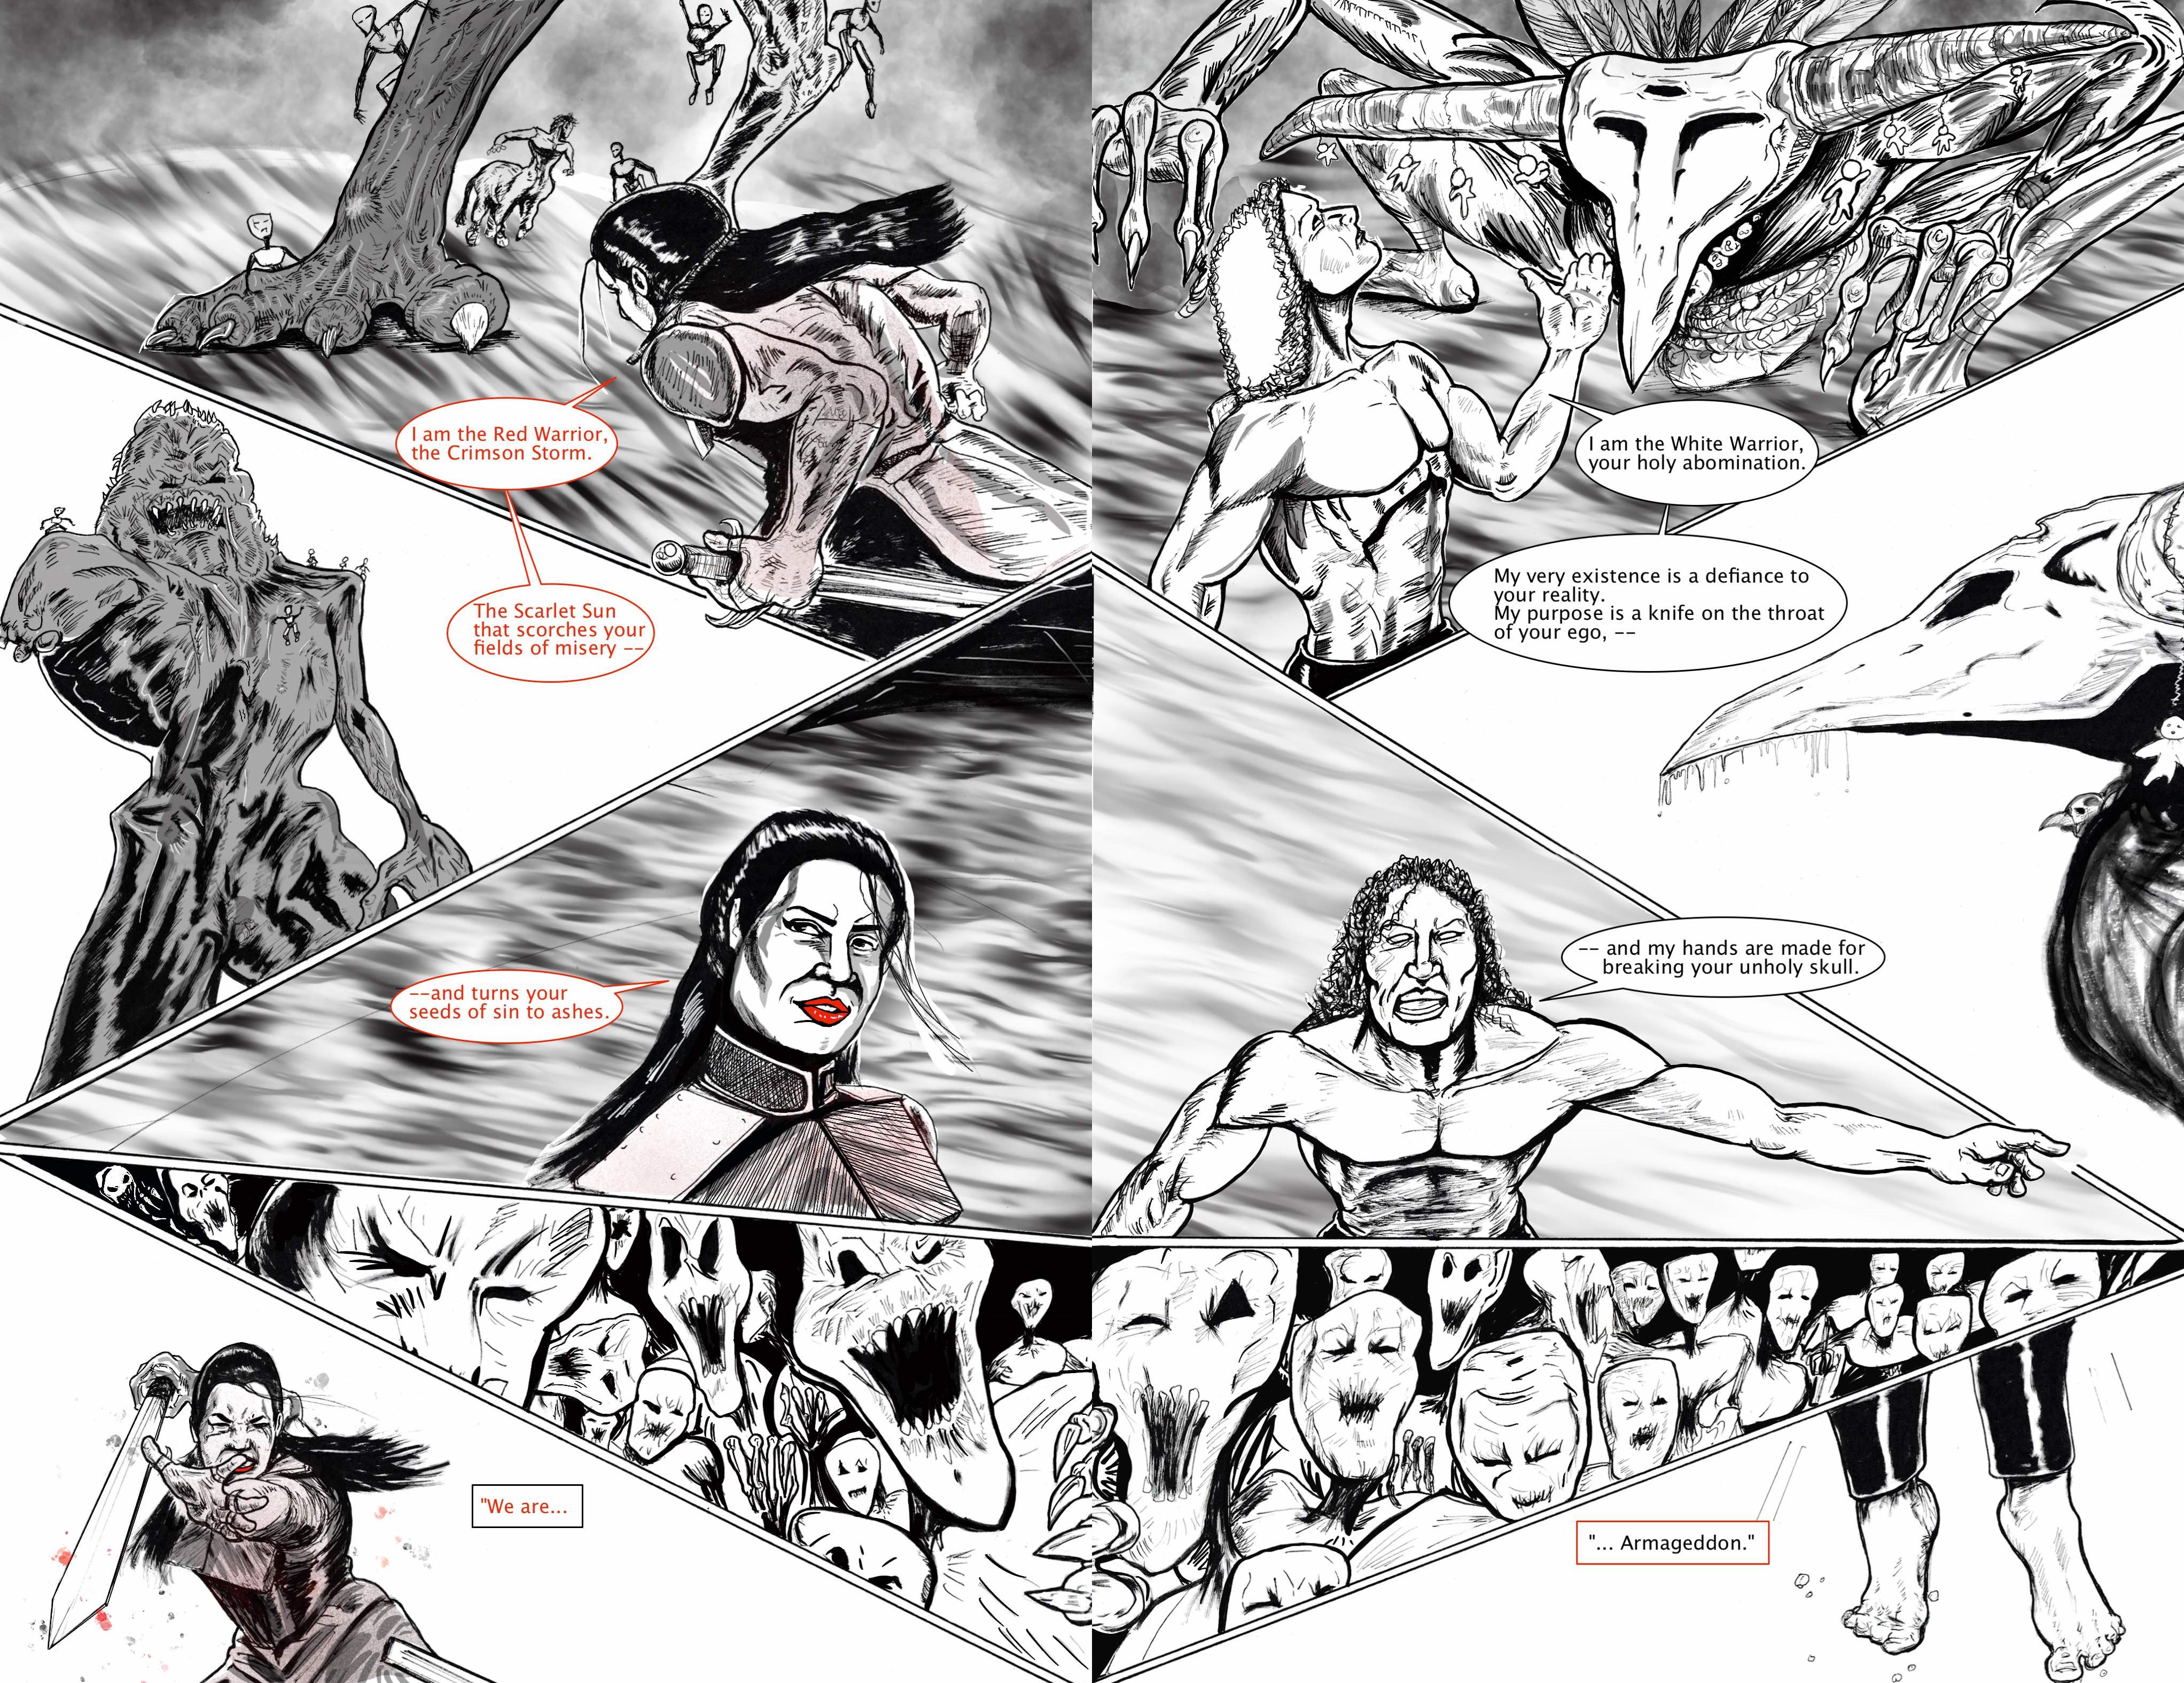 I am the Red Warrior,
the Crimson Storm.
The Scarlet Sun
that scorches your
fields of misery --
--and turns your
seeds of sin to ashes.
"We are...
I am the White Warrior,
your holy abomination.
My very existence is a defiance to
your reality.
My purpose is a knife on the throat
of your ego, --
-- and my hands are made for
breaking your unholy skull.
"... Armageddon."